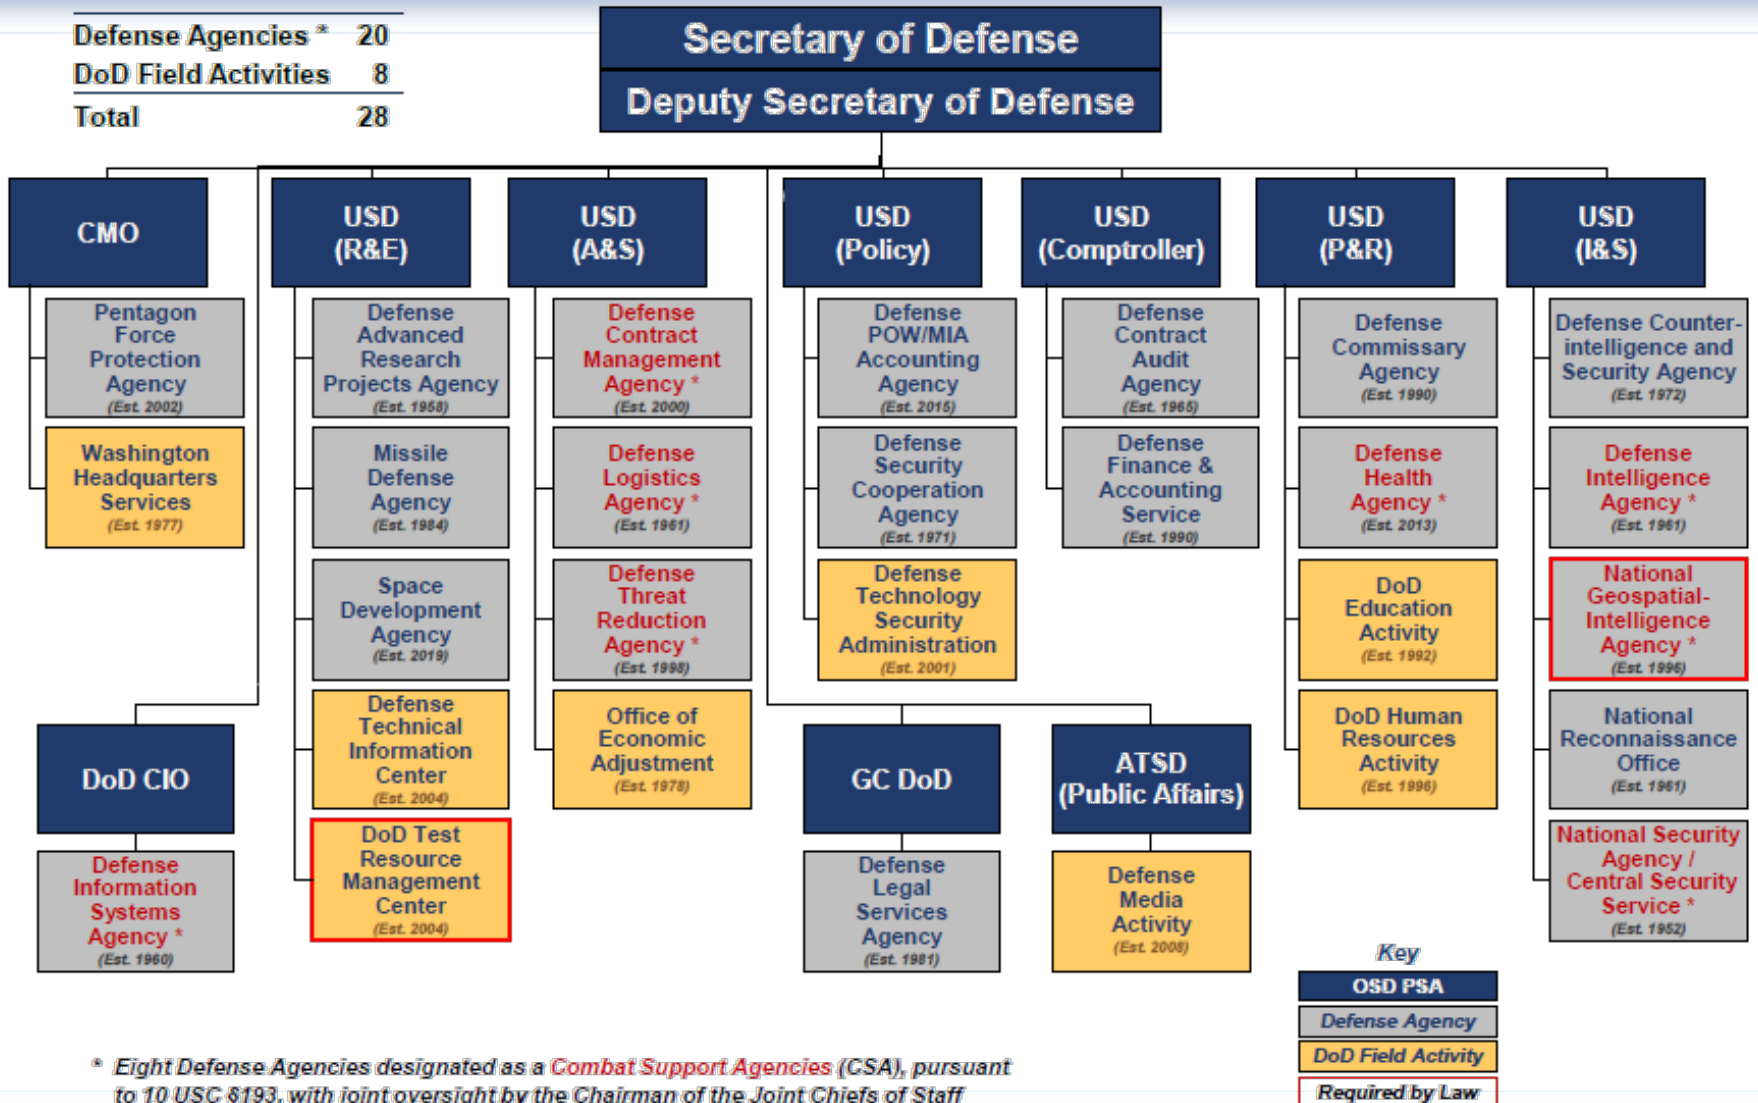 Defense Agencies * 20
DoD Field Activities 8
Total 28
Secretary of Defense
Deputy Secretary of Defense
CMO
Pentagon
Force
Protection
Agency
(Est. 2002)
Washington
Headquarters
Services
(Est. 1977)
USD
(R&E)
Defense
Advanced
Research
Projects Agency
(Est. 1958)
Missile
Defense
Agency
(Est. 1984)
Space
Development
Agency
(Est. 2019)
Defense
Technical
Information
Center
(Est. 2004)
DoD Test
Resource
Management
Center
(Est. 2004)
USD
(A&S)
Defense
Contract
Management
Agency *
(Est. 2000)
Defense
Logistics
Agency *
(Est. 1961)
Defense
Threat
Reduction
Agency *
(Est. 1998)
Office of
Economic
Adjustment
(Est. 1978)
USD
(Policy)
Defense
POW/MIA
Accounting
Agency
(Est. 2015)
Defense
Security
Cooperation
Agency
(Est. 1971)
Defense
Technology
Security
Administration
(Est. 2001)
USD
(Comptroller)
Defense
Contract
Audit
Agency
(Est. 1965)
Defense
Finance &
Accounting
Service
(Est. 1990)
USD
(P&R)
Defense
Commissary
Agency
(Est. 1990)
Defense
Health
Agency *
(Est. 2013)
DoD
Education
Activity
(Est. 1992)
DoD Human
Resources
Activity
(Est. 1996)
USD
(I&S)
Defense Counter-
intelligence and
Security Agency
(Est. 1972)
Defense
Intelligence
Agency *
(Est. 1961)
National
Geospatial-
Intelligence
Agency *
(Est. 1996)
National
Reconnaissance
Office
(Est. 1961)
National Security
Agency /
Central Security
Service *
(Est. 1952)
DoD CIO
Defense
Information
Systems
Agency *
(Est. 1960)
GC DoD
Defense
Legal
Services
Agency
(Est. 1981)
ATSD
(Public Affairs)
Defense
Media
Activity
(Est. 2008)
Key
OSD PSA
Defense Agency
DoD Field Activity
Required by Law
* Eight Defense Agencies designated as a Combat Support Agencies (CSA), pursuant
to 10 USC §193, with joint oversight by the Chairman of the Joint Chiefs of Staff